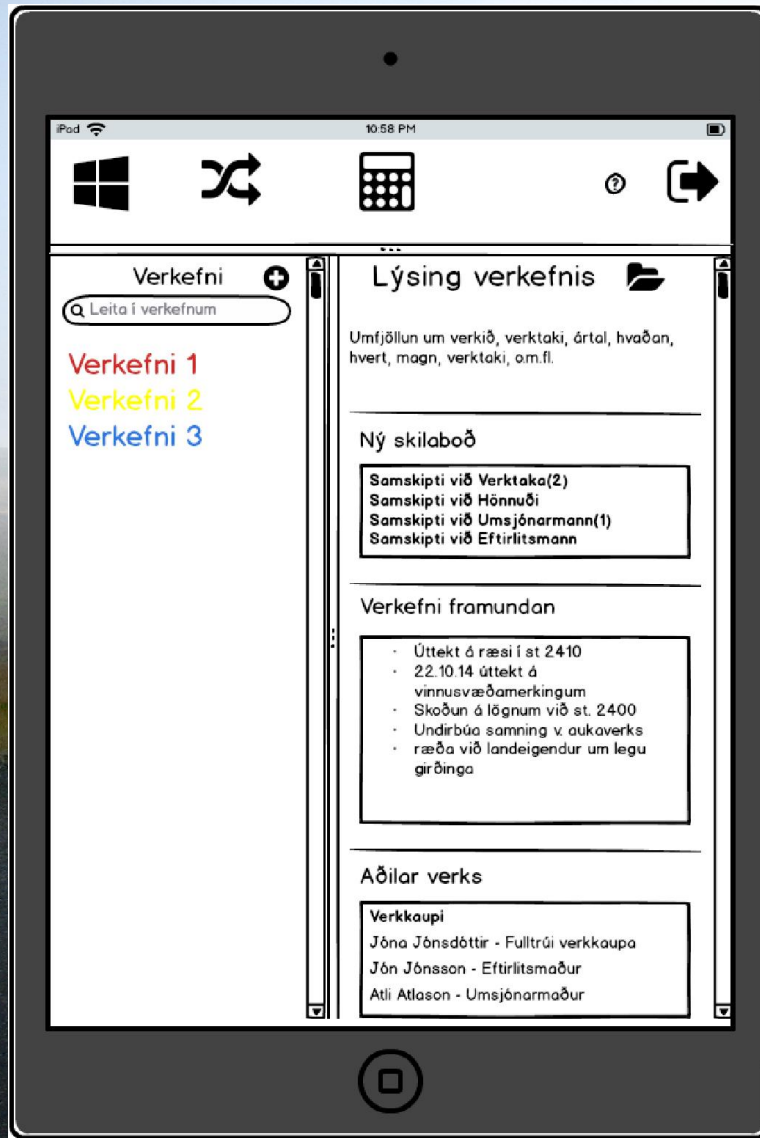 iPad
10:58 PM
?
Verkefni
Leita í verkefnum
Verkefni 1
Verkefni 2
Verkefni 3
Lýsing verkefnis
Umfjöllun um verkið, verktaki, ártal, hvaðan,
hvert, magn, verktaki, o.m.fl.
Ný skilaboð
Samskipti við Verktaka(2)
Samskipti við Hönnuði
Samskipti við Umsjónarmann(1)
Samskipti við Eftirlitsmann
Verkefni framundan
· Úttekt á ræsi í st 2410
· 22.10.14 úttekt á
vinnusvæðamerkingum
· Skoðun á lögnum við st. 2400
· Undirbúa samning v. aukaverks
· ræða við landeigendur um legu
girðinga
Aðilar verks
Verkkaupi
Jóna Jónsdóttir - Fulltrúi verkkaupa
Jón Jónsson - Eftirlitsmaður
Atli Atlason - Umsjónarmaður